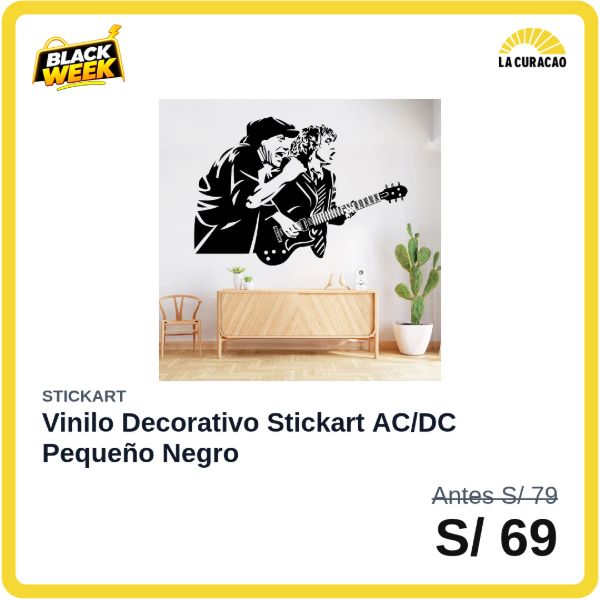 BLACK
WEEK
LA CURACAO
STICKART
Vinilo Decorativo Stickart AC/DC
Pequeño Negro
Antes S/ 79
S/ 69